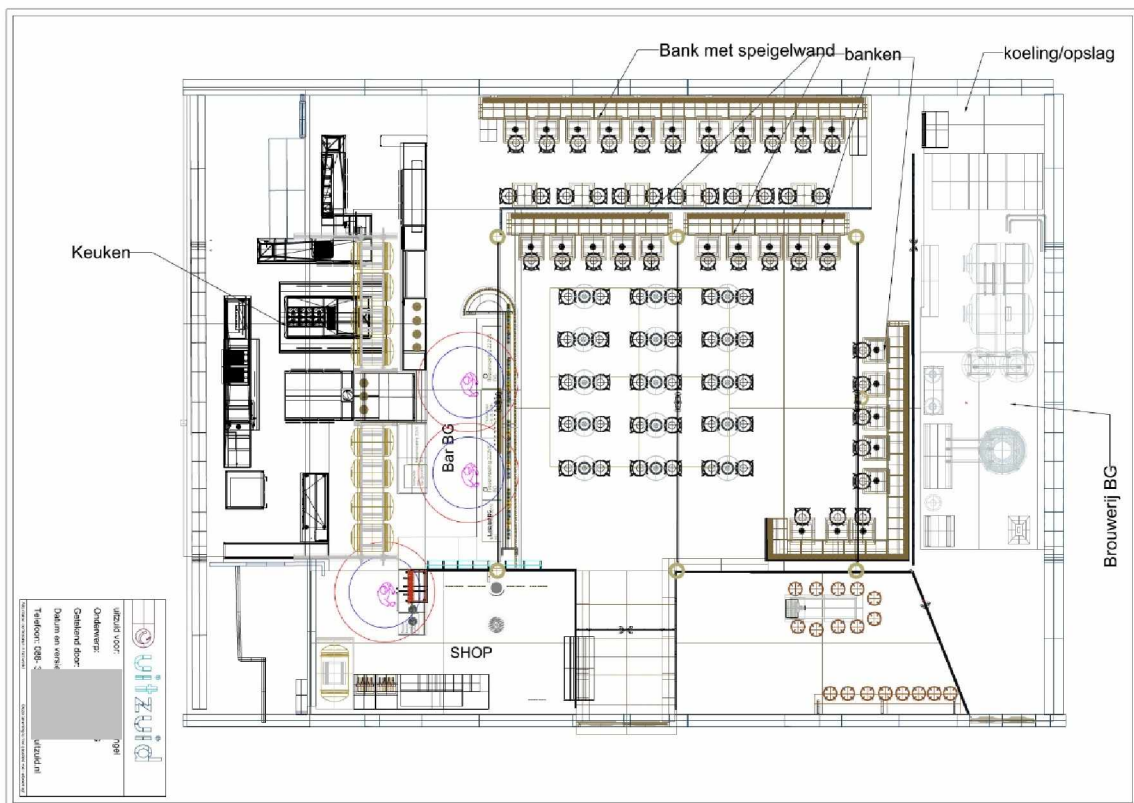 Bank met speigelwand
banken
koeling/opslag
Keuken
Bar BG
Brouwerij BG
SHOP
uitzuid
uitzuid voor:
Onderwerp:
Getekend door:
Datum en versie
Telefoon: 088- 3
uitzuid.nl